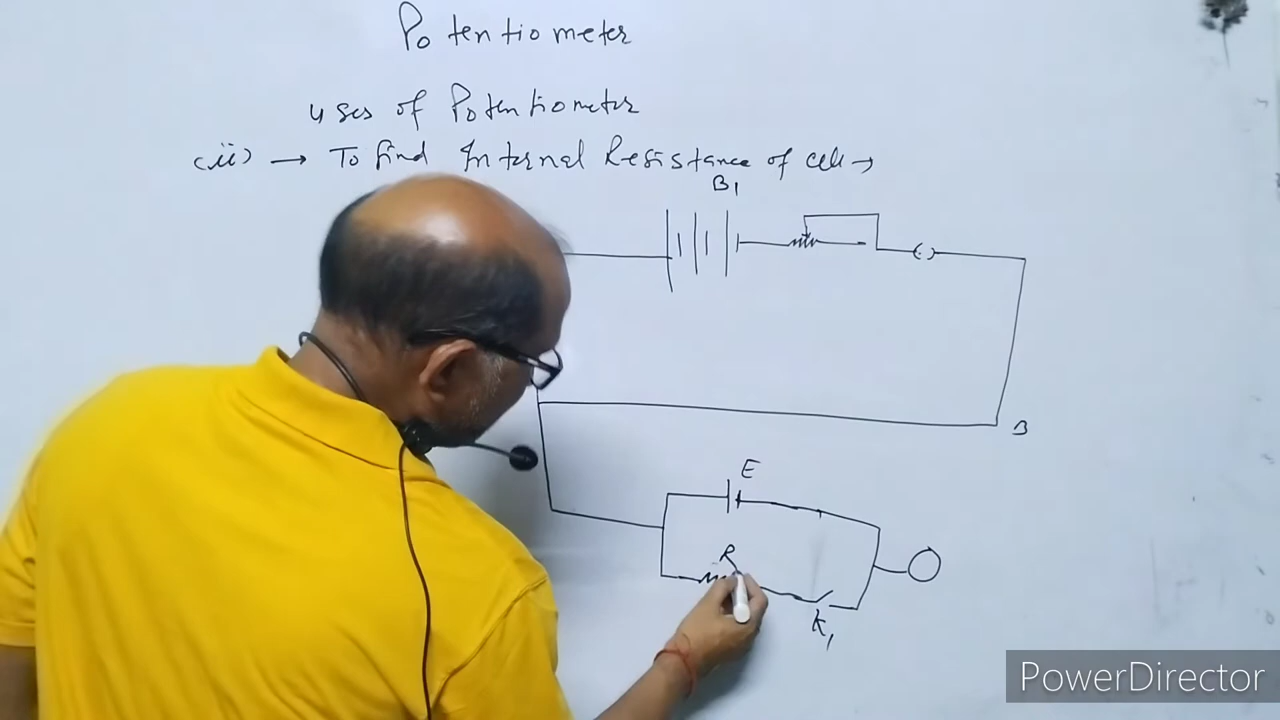 Potentiometer
uses of Potentiometer
(ii) → To find Internal Resistance of cell →
B1
B
E
R
K1
PowerDirector